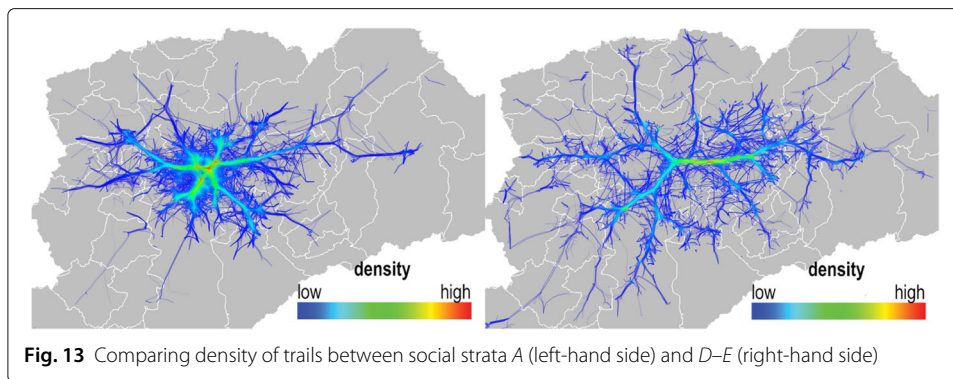 density
low high
density
low high
Fig. 13 Comparing density of trails between social strata A (left-hand side) and D–E (right-hand side)